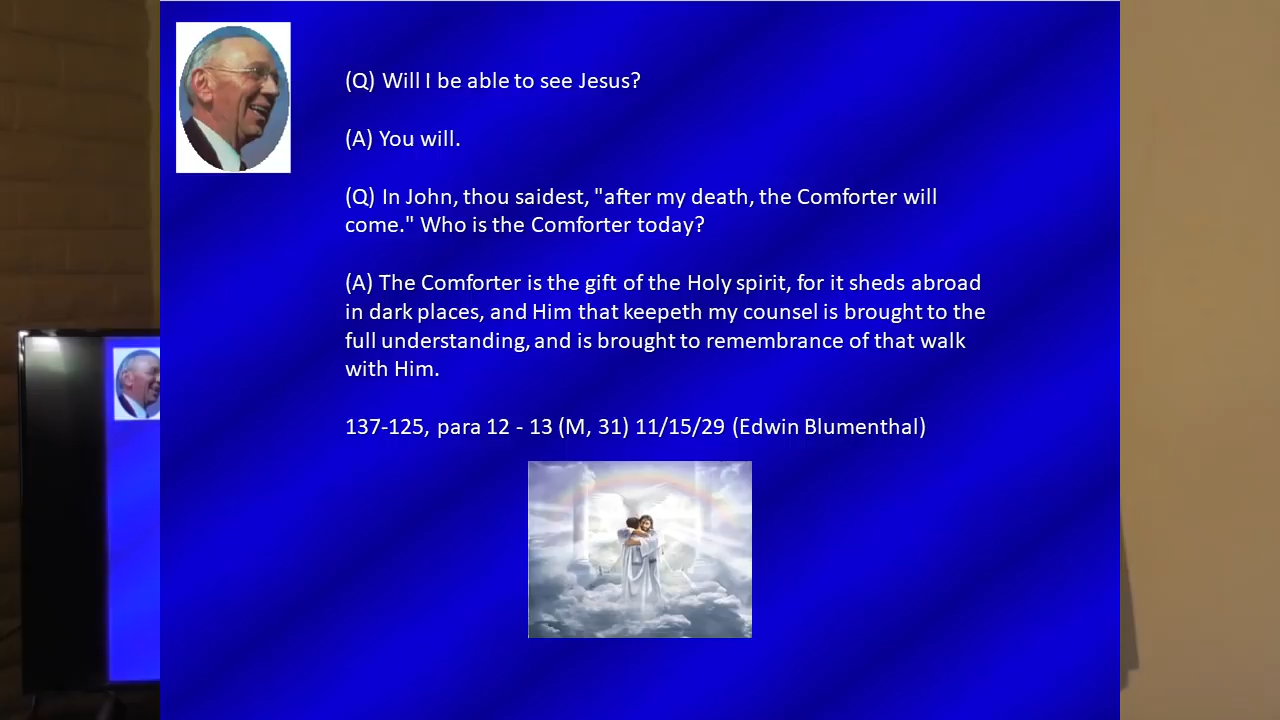 (Q) Will I be able to see Jesus?
(A) You will.
(Q) In John, thou saidest, "after my death, the Comforter will
come." Who is the Comforter today?
(A) The Comforter is the gift of the Holy spirit, for it sheds abroad
in dark places, and Him that keepeth my counsel is brought to the
full understanding, and is brought to remembrance of that walk
with Him.
137-125, para 12 - 13 (M, 31) 11/15/29 (Edwin Blumenthal)